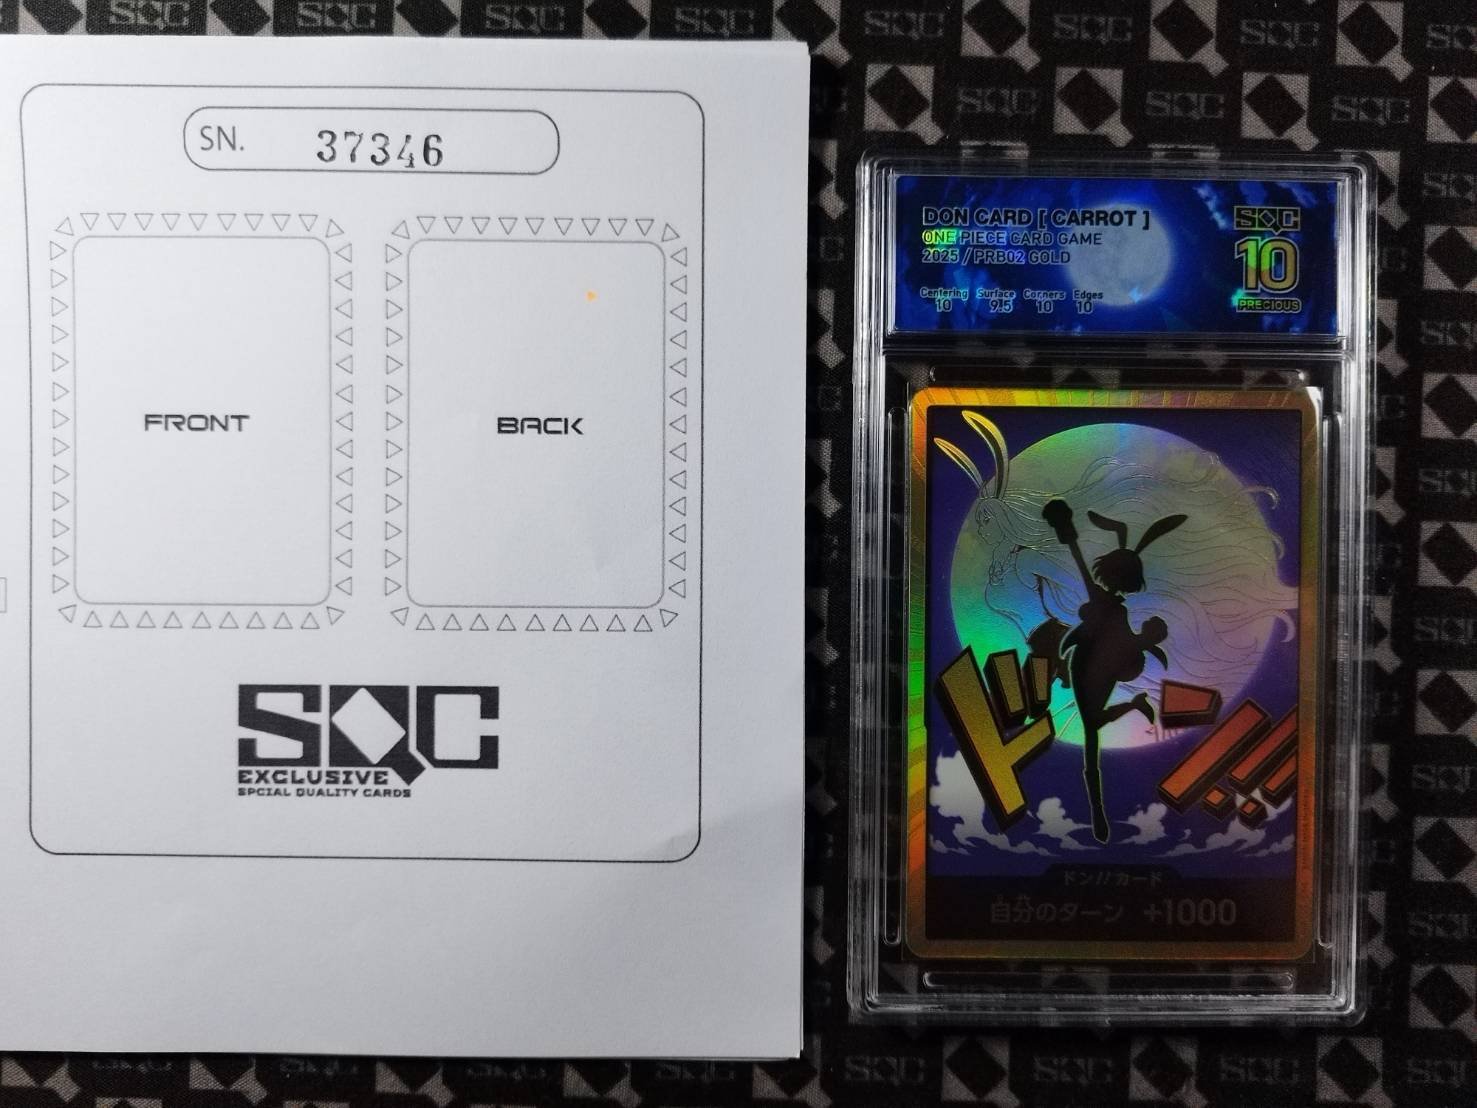 SN. 37346
FRONT
BACK
SQC
EXCLUSIVE
SPCIAL QUALITY CARDS
DON CARD [ CARROT ]
ONE PIECE CARD GAME
2025 / PRB02 GOLD
Centering Surface Corners Edges
10 9.5 10 10
SQC
10
PRECIOUS
ドン!!!
ドン!!カード
自分のターン +1000